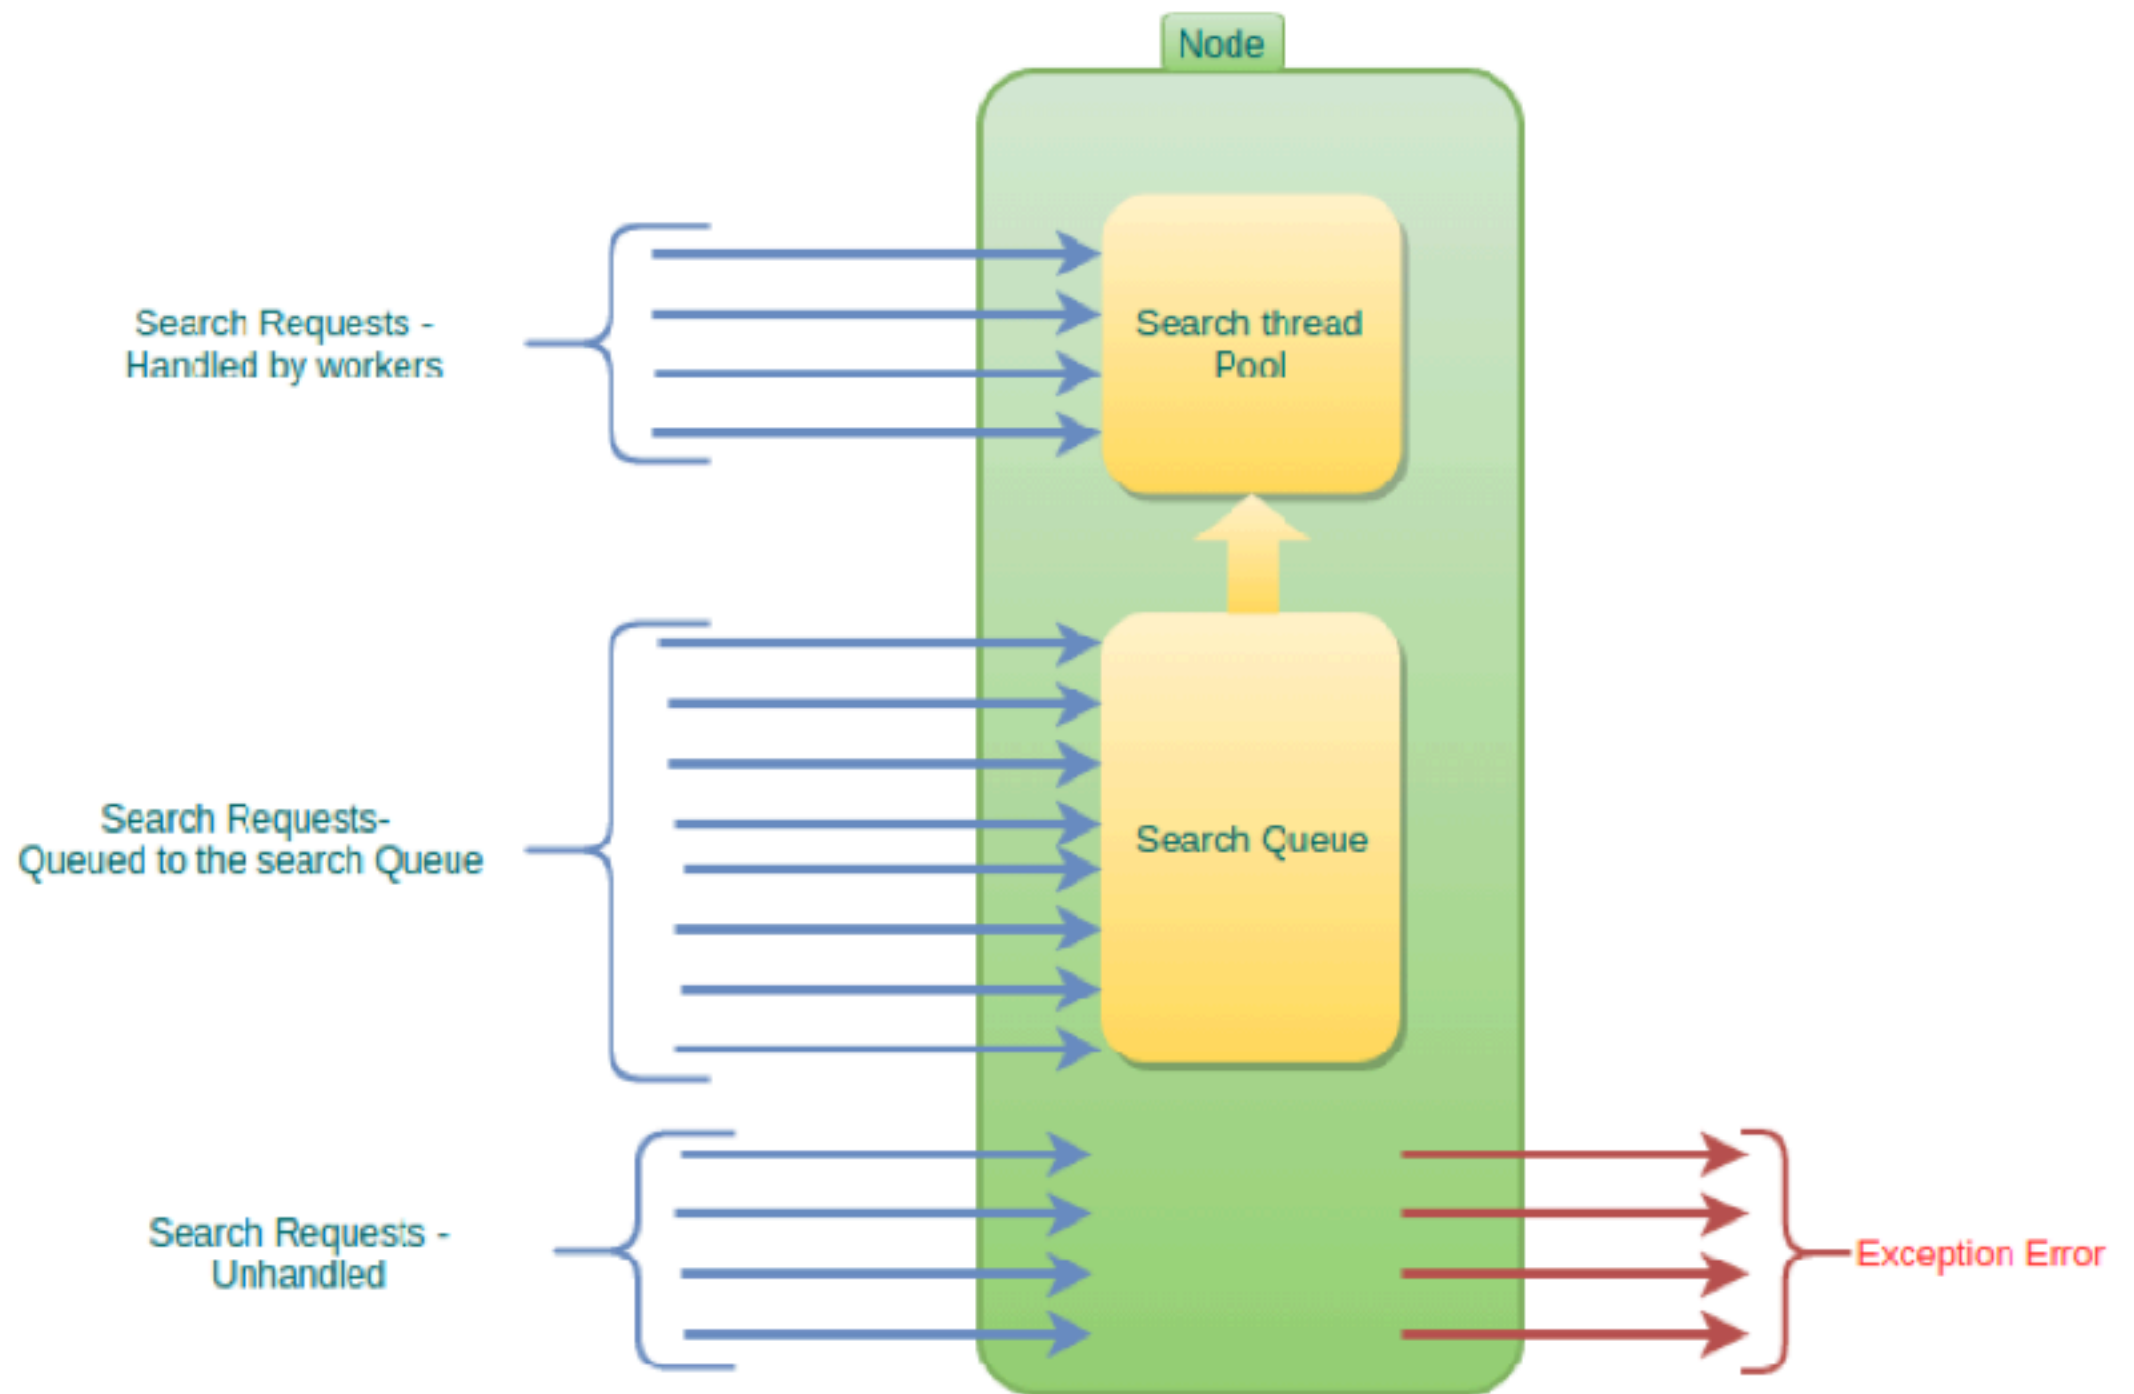 Node
Search Requests -
Handled by workers
Search thread
Pool
Search Requests-
Queued to the search Queue
Search Queue
Search Requests -
Unhandled
Exception Error